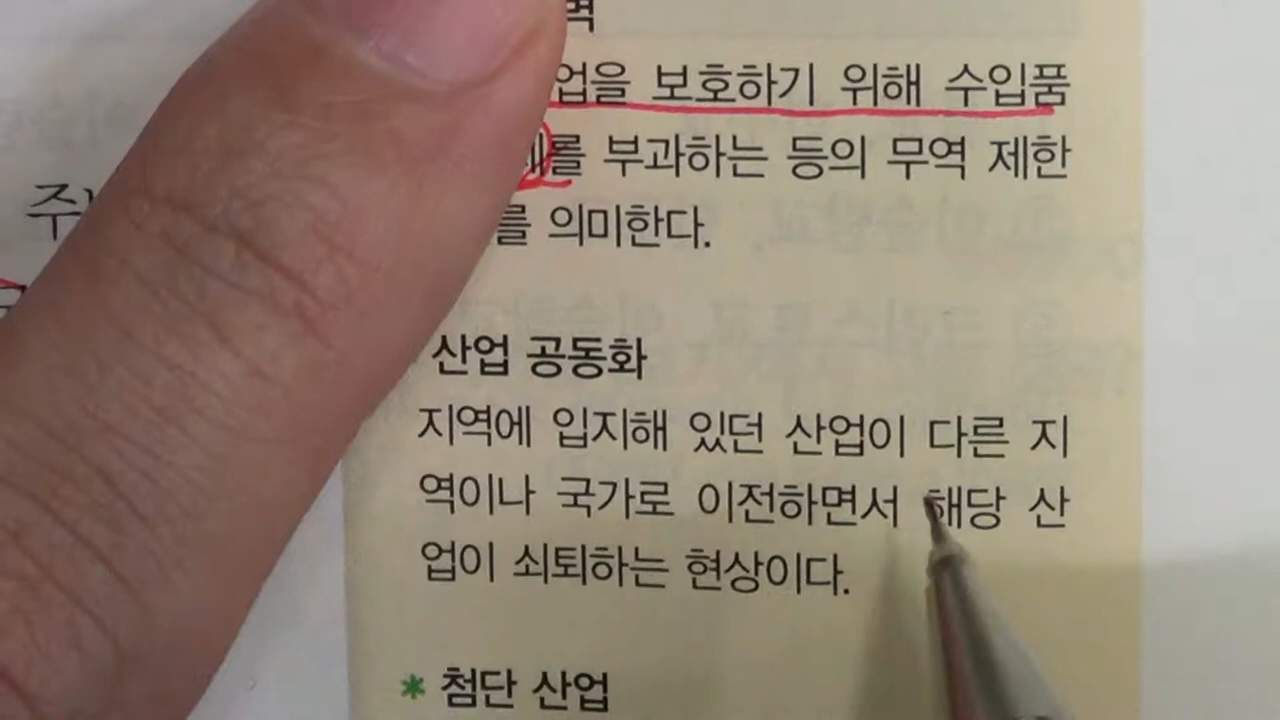 업을 보호하기 위해 수입품
를 부과하는 등의 무역 제한
를 의미한다.
산업 공동화
지역에 입지해 있던 산업이 다른 지
역이나 국가로 이전하면서 해당 산
업이 쇠퇴하는 현상이다.
* 첨단 산업